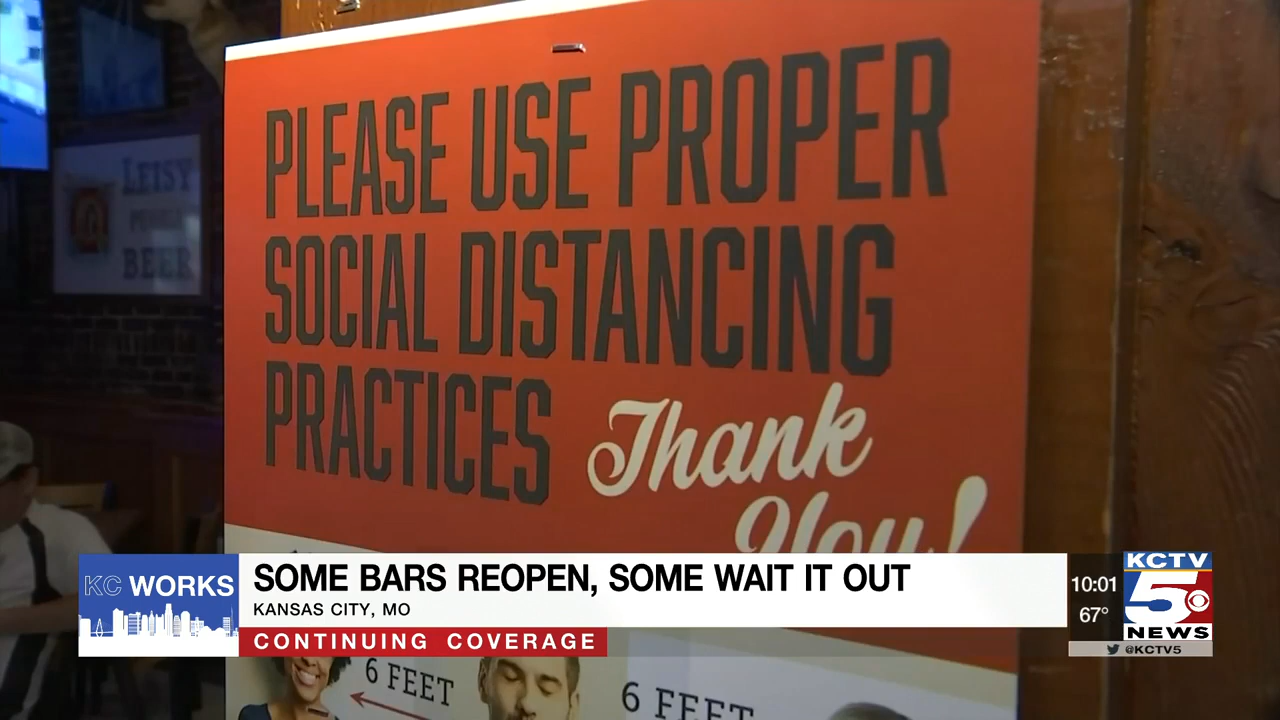 PLEASE USE PROPER
SOCIAL DISTANCING
PRACTICES
Thank
You!
LEISY
BEER
KC WORKS
SOME BARS REOPEN, SOME WAIT IT OUT
KANSAS CITY, MO
CONTINUING COVERAGE
10:01
67°
KCTV
5
NEWS
@KCTV5
6 FEET
6 FEET